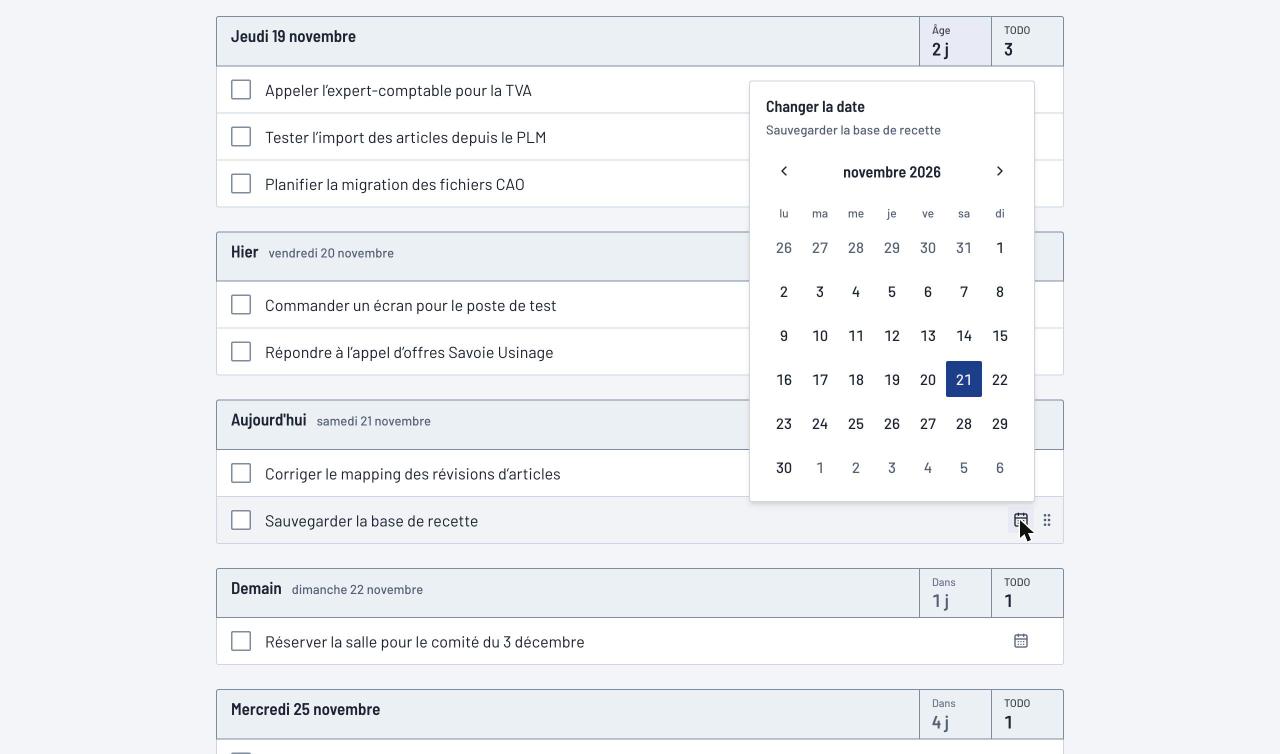 Jeudi 19 novembre
Âge
2 j
TODO
3
Appeler l’expert-comptable pour la TVA
Tester l’import des articles depuis le PLM
Planifier la migration des fichiers CAO
Hier vendredi 20 novembre
Commander un écran pour le poste de test
Répondre à l’appel d’offres Savoie Usinage
Aujourd'hui samedi 21 novembre
Corriger le mapping des révisions d’articles
Sauvegarder la base de recette
Changer la date
Sauvegarder la base de recette
novembre 2026
lu ma me je ve sa di
26 27 28 29 30 31 1
2 3 4 5 6 7 8
9 10 11 12 13 14 15
16 17 18 19 20 21 22
23 24 25 26 27 28 29
30 1 2 3 4 5 6
Demain dimanche 22 novembre
Dans
1 j
TODO
1
Réserver la salle pour le comité du 3 décembre
Mercredi 25 novembre
Dans
4 j
TODO
1